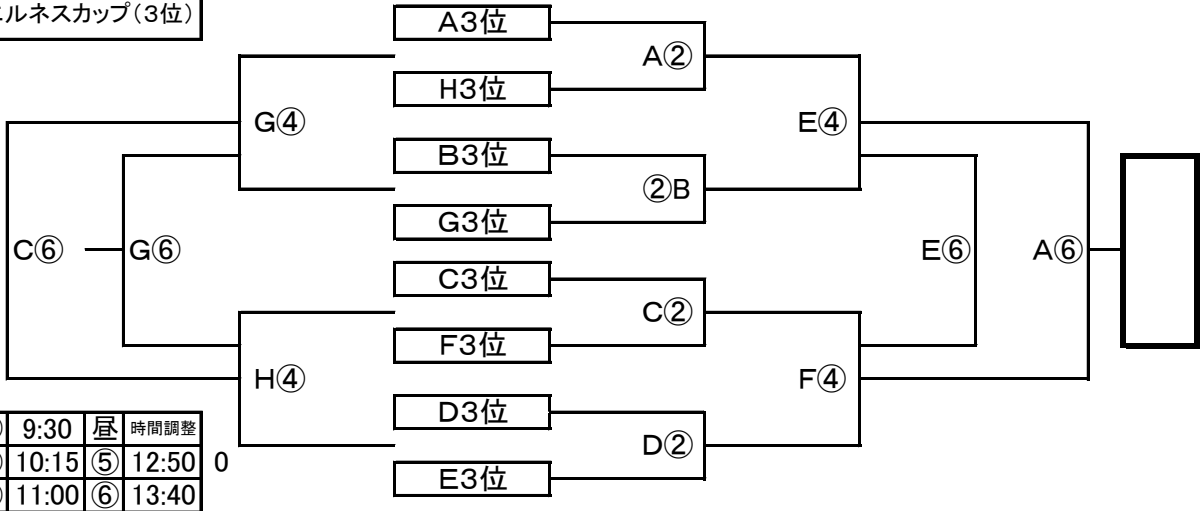 ルネスカップ(3位)
A3位
A②
H3位
G④
E④
B3位
②B
G3位
C⑥
G⑥
E⑥
A⑥
C3位
C②
F3位
H④
F④
D3位
D②
E3位
9:30 昼 時間調整
10:15 ⑤ 12:50 0
11:00 ⑥ 13:40